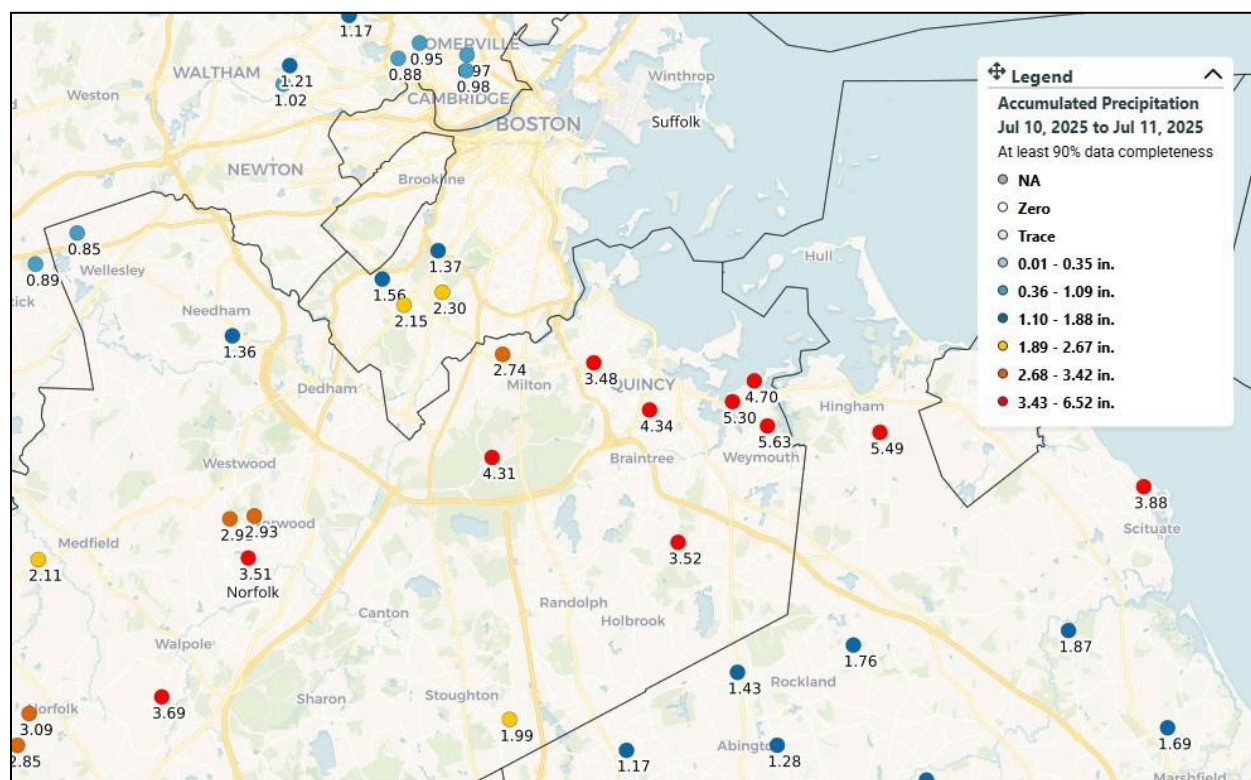 1.17
OMERVILLE
0.95
0.88
0.98
WALTHAM
1.21
1.02
Weston
CAMBRIDGE
Winthrop
BOSTON
Suffolk
NEWTON
Brookline
0.85
Wellesley
0.89
tick
1.37
1.56
2.30
2.15
Hull
Needham
1.36
Dedham
2.74
Milton
3.48
QUINCY
4.70
5.30
4.34
5.63
Weymouth
Hingham
5.49
Braintree
4.31
Westwood
3.88
Scituate
2.93
Medfield
2.11
3.51
Norfolk
3.52
Canton
Randolph
Holbrook
Walpole
1.87
1.76
1.43
Rockland
Sharon
Stoughton
3.69
Norfolk
3.09
2.85
1.99
1.17
Abington
1.28
1.69
Marshfield
Legend
Accumulated Precipitation
Jul 10, 2025 to Jul 11, 2025
At least 90% data completeness
NA
Zero
Trace
0.01 - 0.35 in.
0.36 - 1.09 in.
1.10 - 1.88 in.
1.89 - 2.67 in.
2.68 - 3.42 in.
3.43 - 6.52 in.